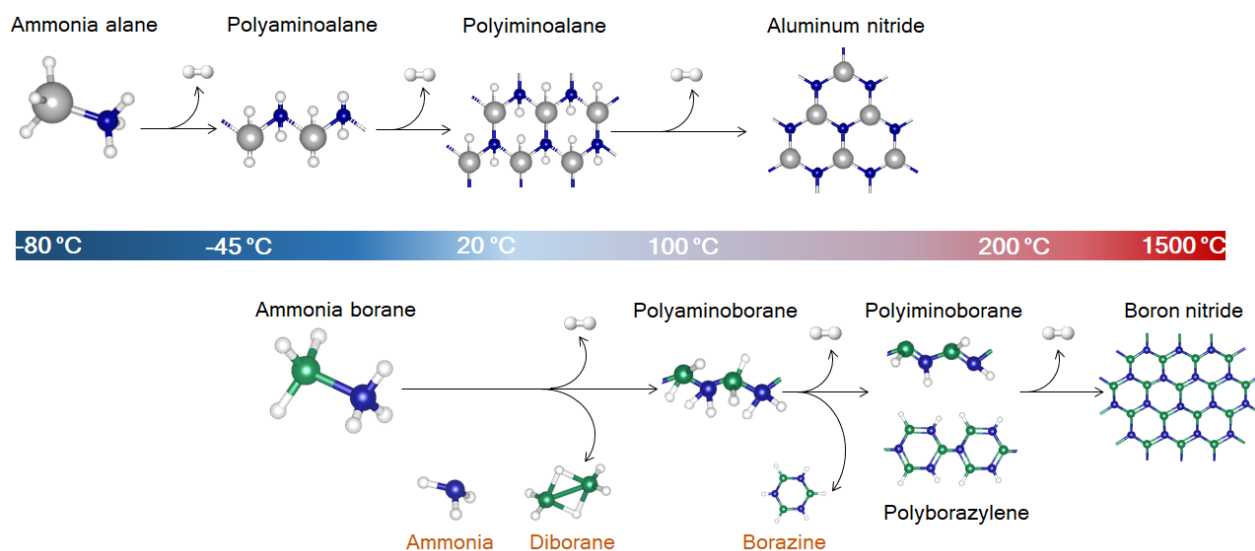 Ammonia alane
Polyaminoalane
Polyiminoalane
Aluminum nitride
–80 °C
–45 °C
20 °C
100 °C
200 °C
1500 °C
Ammonia borane
Polyaminoborane
Polyiminoborane
Boron nitride
Polyborazylene
Ammonia
Diborane
Borazine